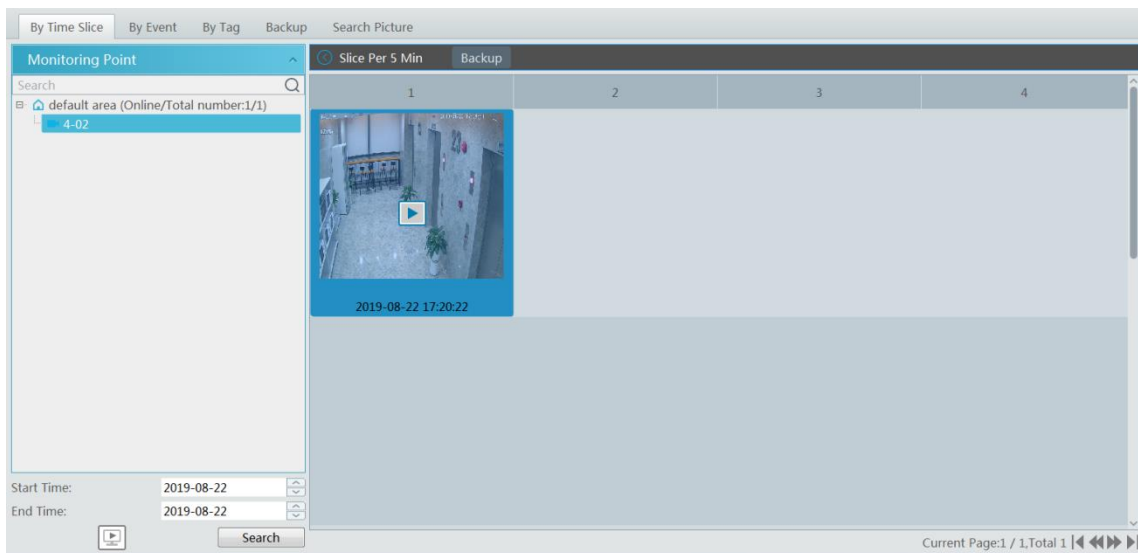 By Time Slice By Event By Tag Backup Search Picture
Monitoring Point
Slice Per 5 Min Backup
Search
1 2 3 4
default area (Online/Total number:1/1)
4-02
2019-08-22 17:20:22
Start Time: 2019-08-22
End Time: 2019-08-22
Search
Current Page:1 / 1,Total 1